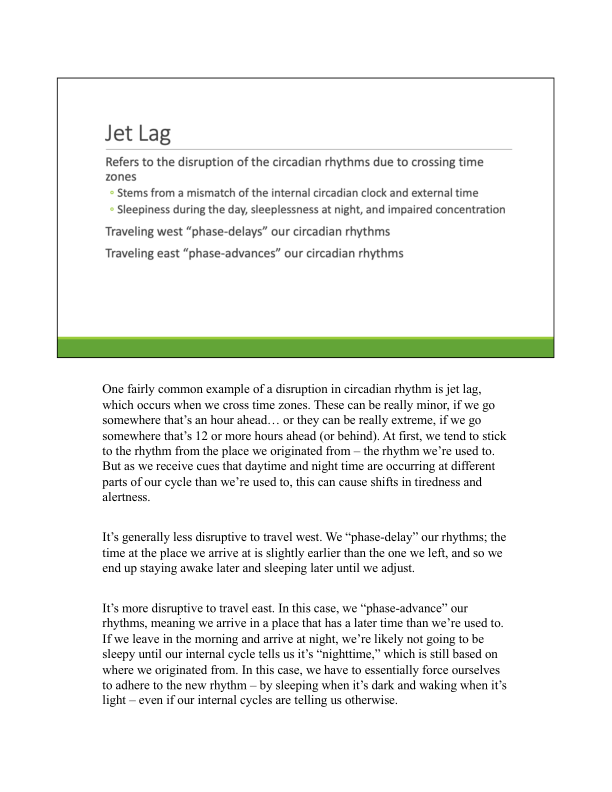 Jet Lag
Refers to the disruption of the circadian rhythms due to crossing time
zones
Stems from a mismatch of the internal circadian clock and external time
Sleepiness during the day, sleeplessness at night, and impaired concentration
Traveling west “phase-delays” our circadian rhythms
Traveling east “phase-advances” our circadian rhythms
One fairly common example of a disruption in circadian rhythm is jet lag,
which occurs when we cross time zones. These can be really minor, if we go
somewhere that’s an hour ahead… or they can be really extreme, if we go
somewhere that’s 12 or more hours ahead (or behind). At first, we tend to stick
to the rhythm from the place we originated from – the rhythm we’re used to.
But as we receive cues that daytime and night time are occurring at different
parts of our cycle than we’re used to, this can cause shifts in tiredness and
alertness.
It’s generally less disruptive to travel west. We “phase-delay” our rhythms; the
time at the place we arrive at is slightly earlier than the one we left, and so we
end up staying awake later and sleeping later until we adjust.
It’s more disruptive to travel east. In this case, we “phase-advance” our
rhythms, meaning we arrive in a place that has a later time than we’re used to.
If we leave in the morning and arrive at night, we’re likely not going to be
sleepy until our internal cycle tells us it’s “nighttime,” which is still based on
where we originated from. In this case, we have to essentially force ourselves
to adhere to the new rhythm – by sleeping when it’s dark and waking when it’s
light – even if our internal cycles are telling us otherwise.